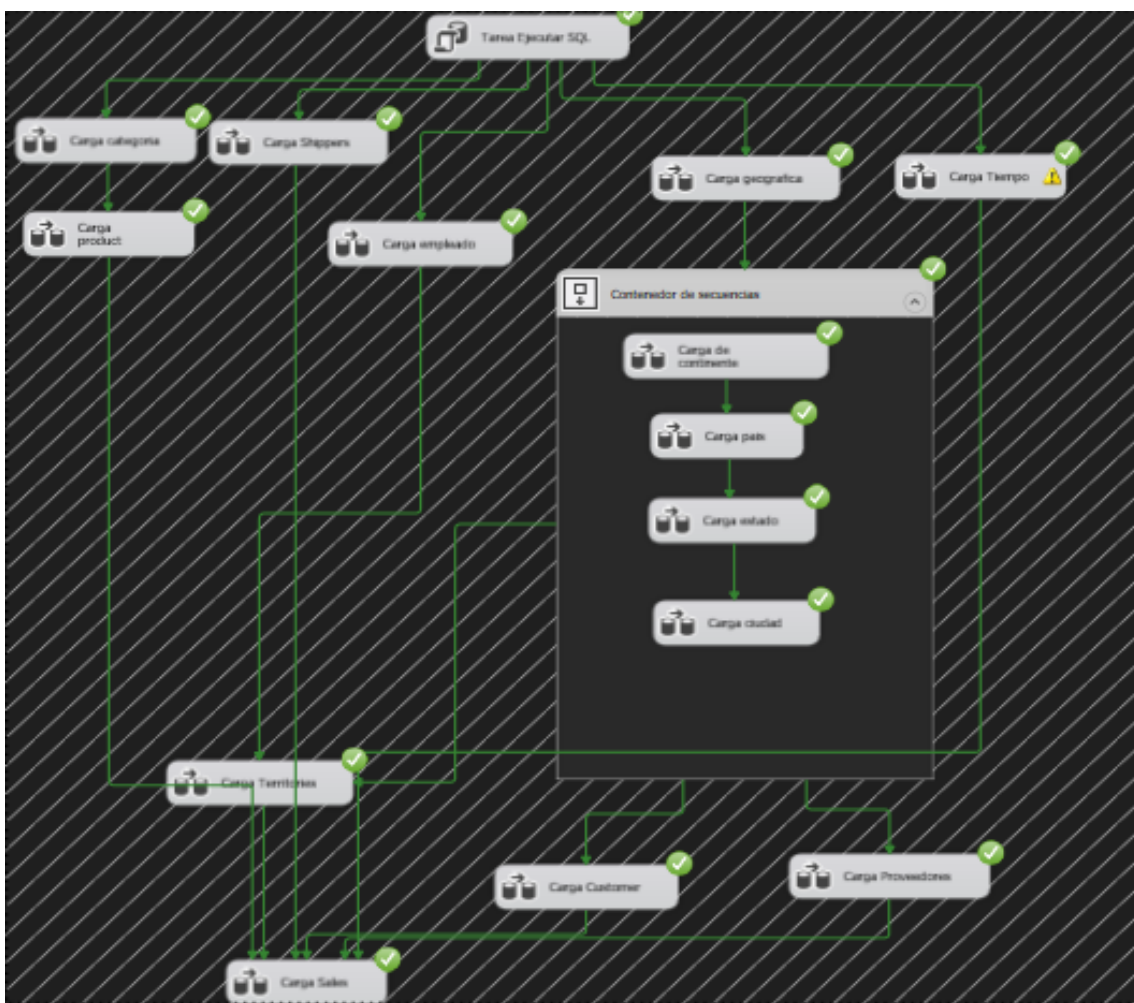 Tarea Ejecutar SQL
Carga categoria
Carga Shippers
Carga geografica
Carga Tiempo
Carga
product
Carga empleado
Contenedor de secuencias
Carga de
continente
Carga pais
Carga estado
Carga ciudad
Carga Territories
Carga Customer
Carga Proveedores
Carga Sales